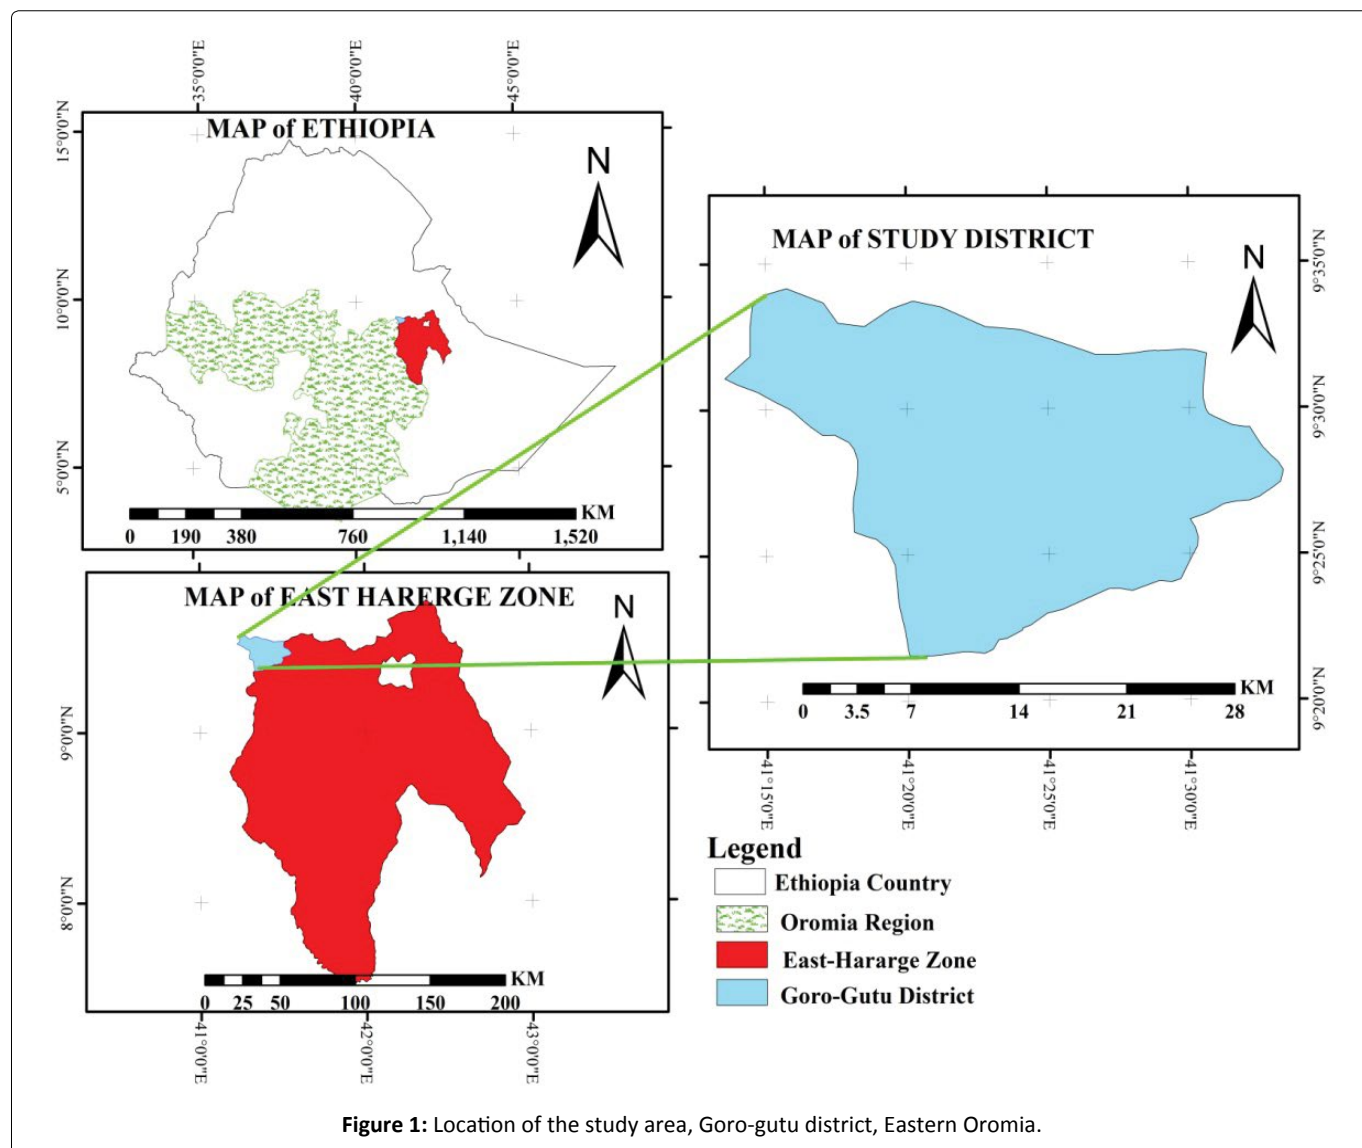 35°0'0"E 40°0'0"E 45°0'0"E
MAP of ETHIOPIA
N
15°0'0"N
10°0'0"N
5°0'0"N
KM
0 190 380 760 1,140 1,520
MAP of EAST HARERGE ZONE
N
9°0'0"N
8°0'0"N
KM
0 25 50 100 150 200
41°0'0"E 42°0'0"E 43°0'0"E
MAP of STUDY DISTRICT
N
9°35'0"N
9°30'0"N
9°25'0"N
9°20'0"N
KM
0 3.5 7 14 21 28
41°15'0"E 41°20'0"E 41°25'0"E 41°30'0"E
Legend
Ethiopia Country
Oromia Region
East-Hararge Zone
Goro-Gutu District
Figure 1: Location of the study area, Goro-gutu district, Eastern Oromia.